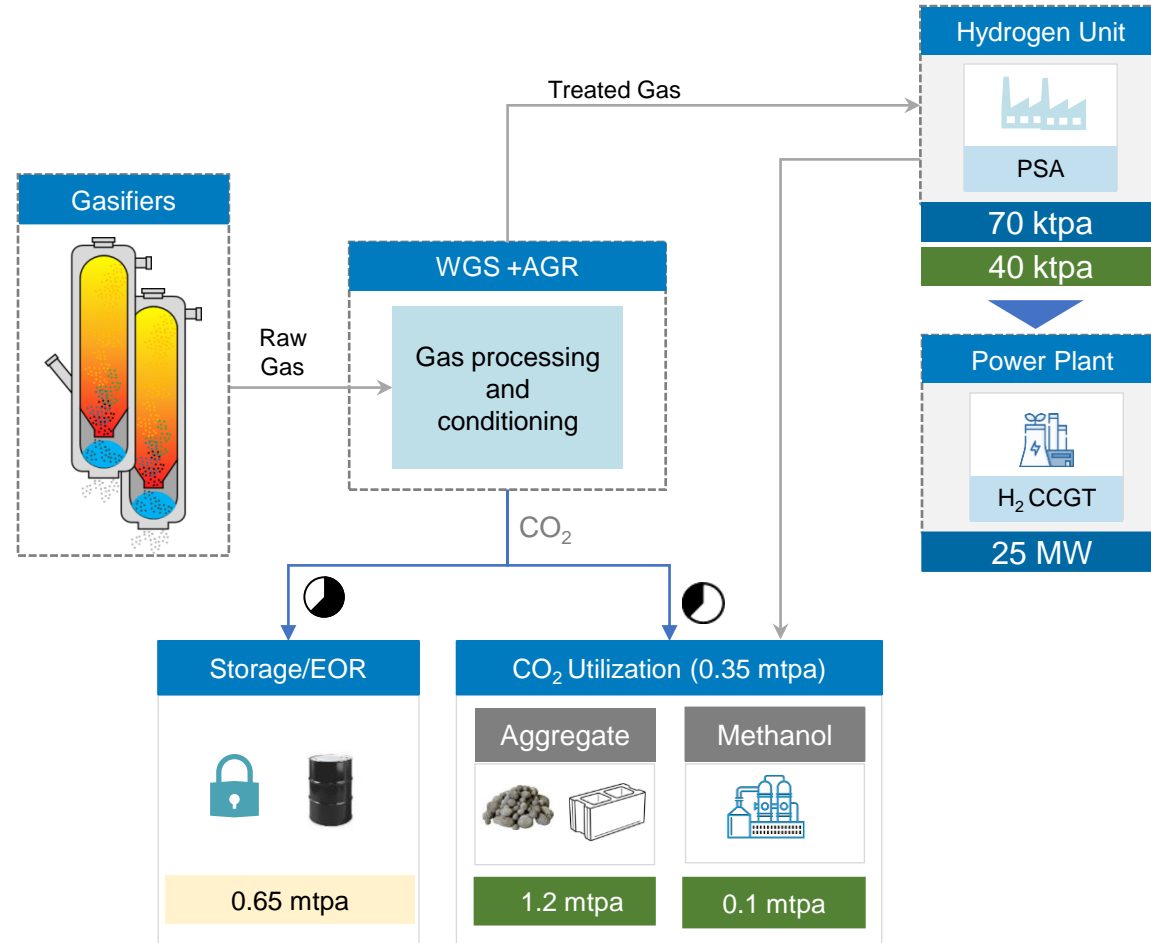 Hydrogen Unit
Treated Gas
PSA
Gasifiers
70 ktpa
WGS +AGR
40 ktpa
Raw
Gas
Gas processing
and
conditioning
Power Plant
H₂ CCGT
CO₂
25 MW
Storage/EOR
CO₂ Utilization (0.35 mtpa)
Aggregate
Methanol
0.65 mtpa
1.2 mtpa
0.1 mtpa